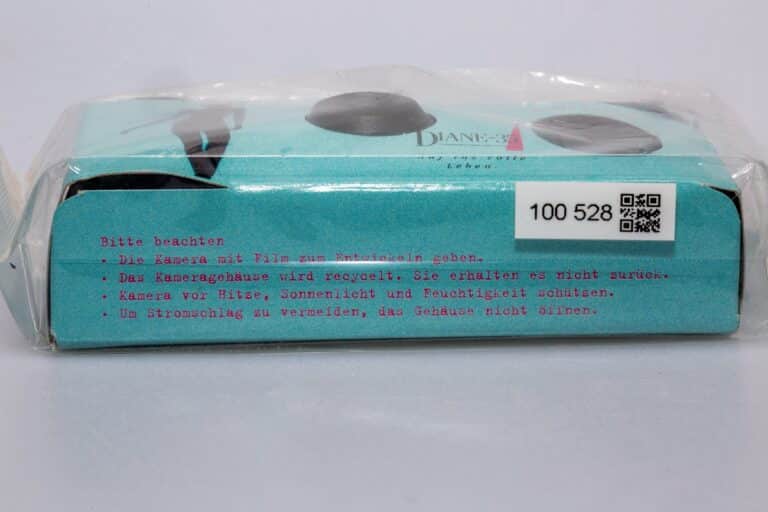 DIANE-35
Auf ins volle
Leben.
100 528
Bitte beachten
· Die Kamera mit Film zum Entwickeln geben.
· Das Kameragehäuse wird recycelt. Sie erhalten es nicht zurück.
· Kamera vor Hitze, Sonnenlicht und Feuchtigkeit schützen.
· Um Stromschlag zu vermeiden, das Gehäuse nicht öffnen.